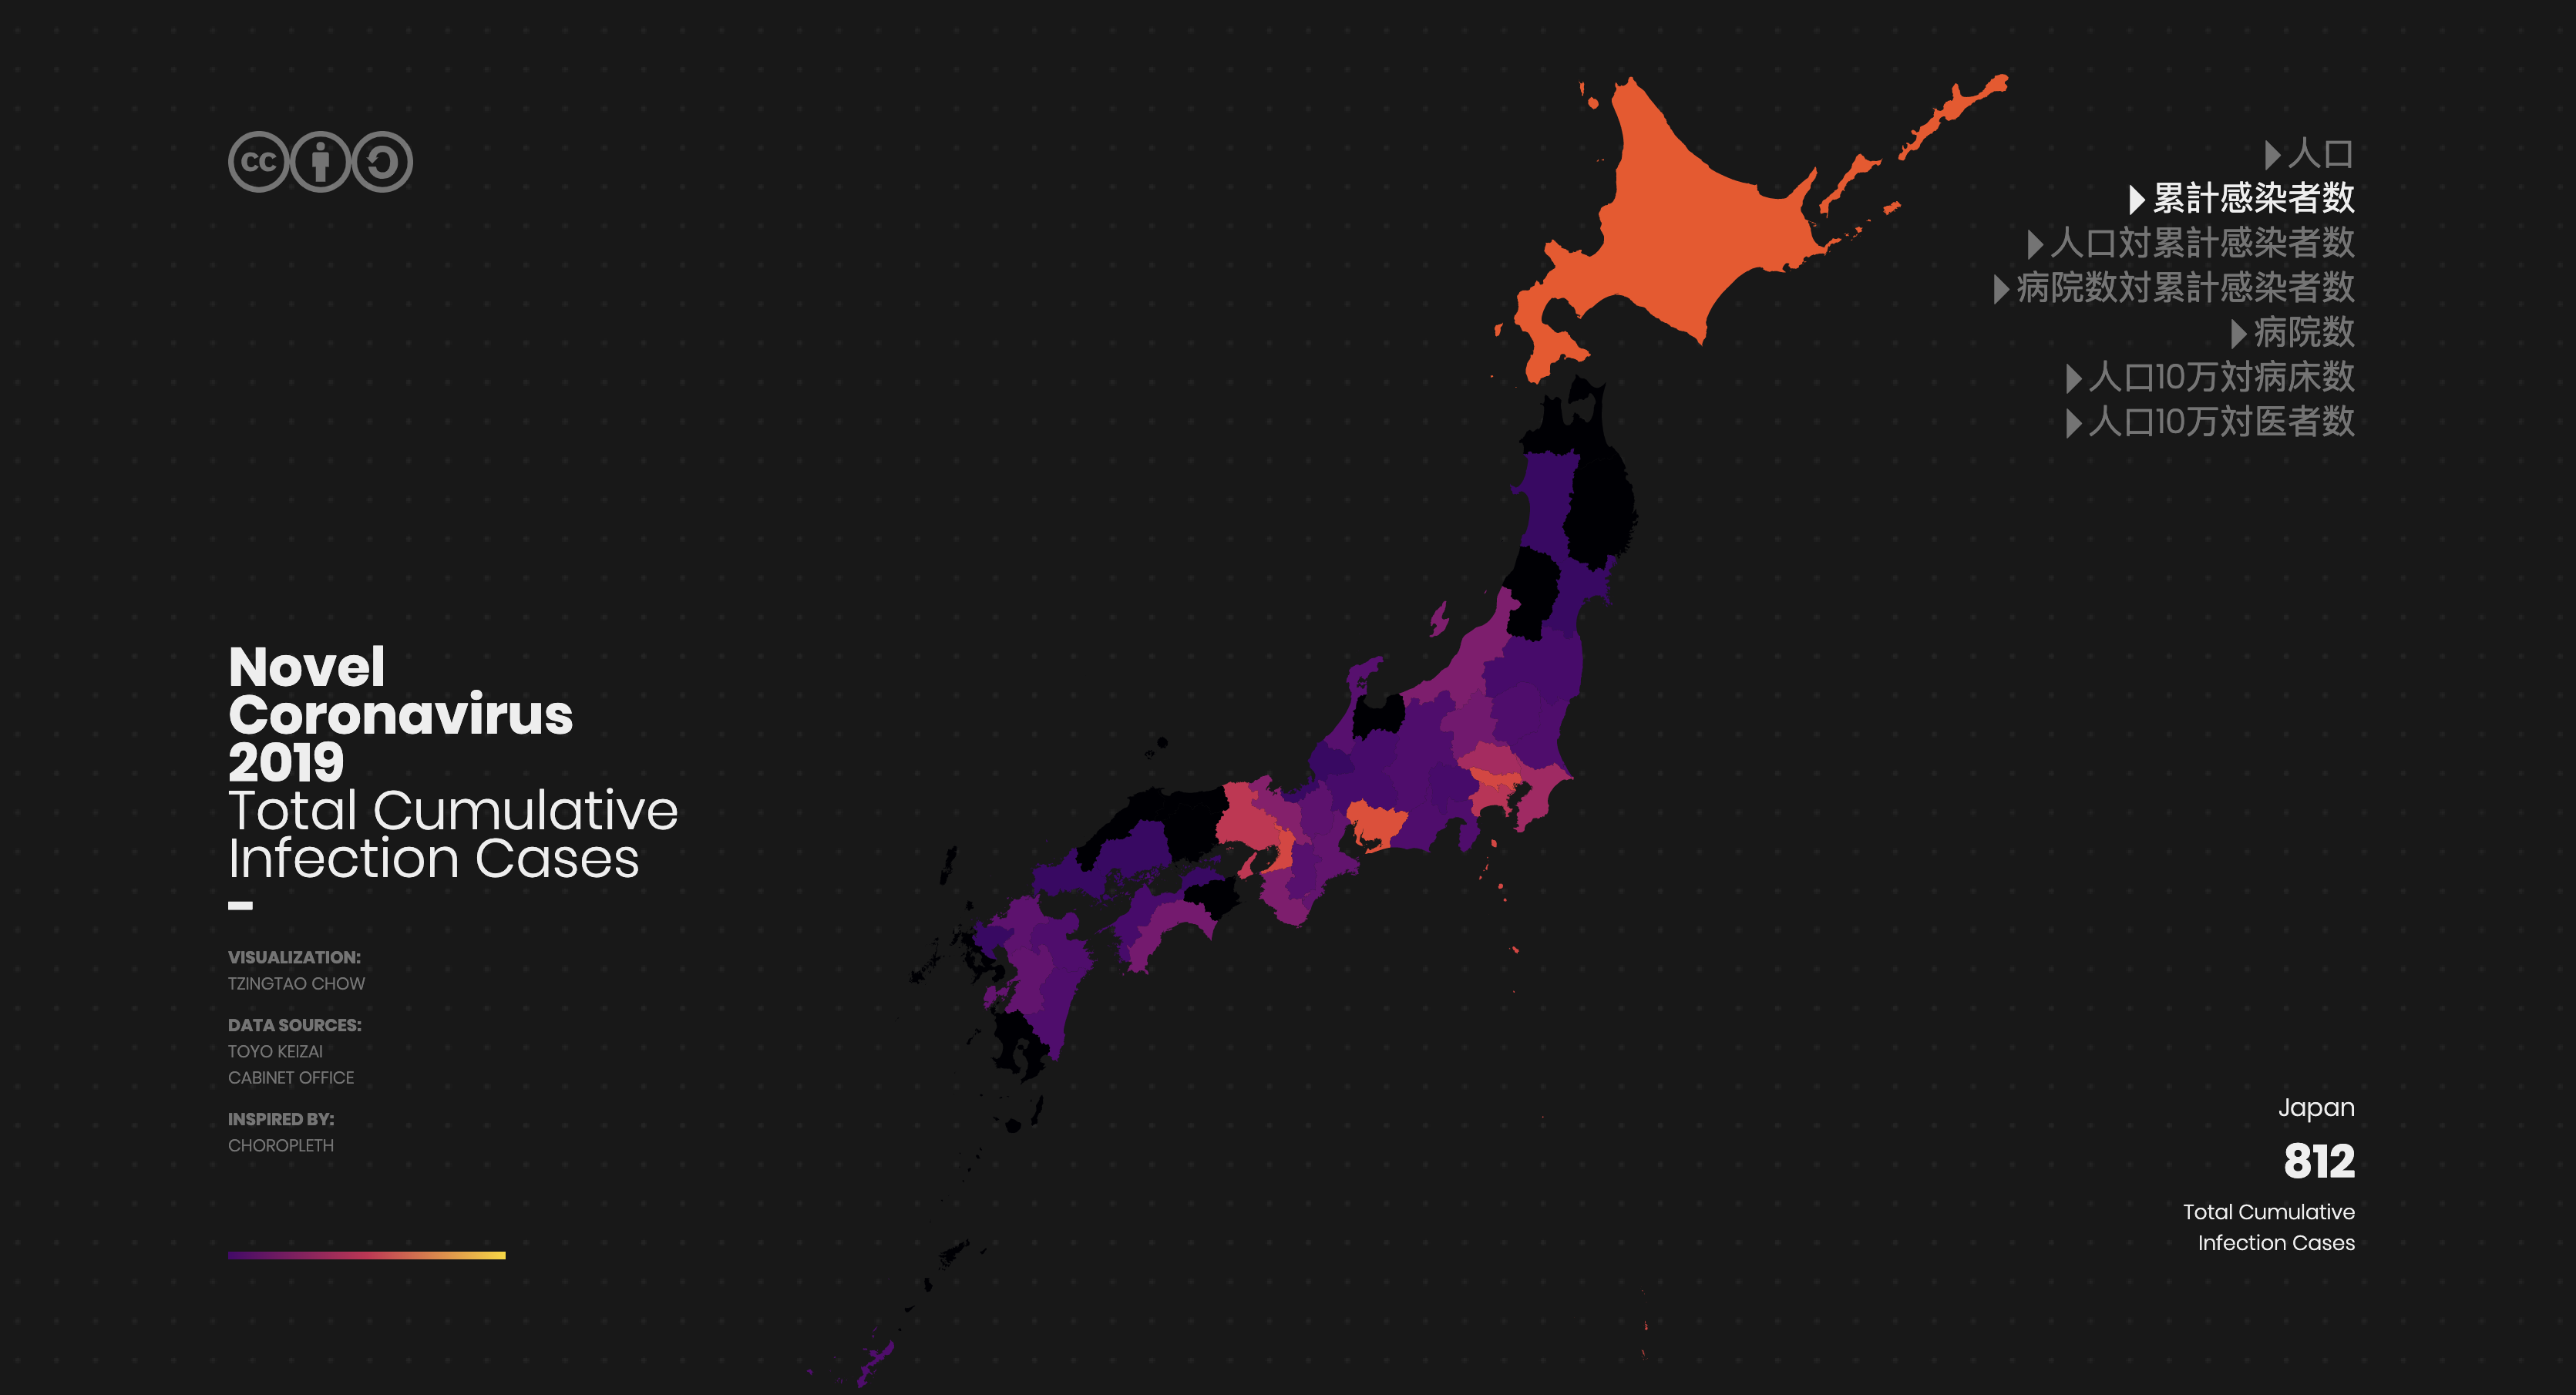 cc
人口
累計感染者数
人口対累計感染者数
病院数対累計感染者数
病院数
人口10万対病床数
人口10万対医者数
Novel
Coronavirus
2019
Total Cumulative
Infection Cases
VISUALIZATION:
TZINGTAO CHOW
DATA SOURCES:
TOYO KEIZAI
CABINET OFFICE
INSPIRED BY:
CHOROPLETH
Japan
812
Total Cumulative
Infection Cases